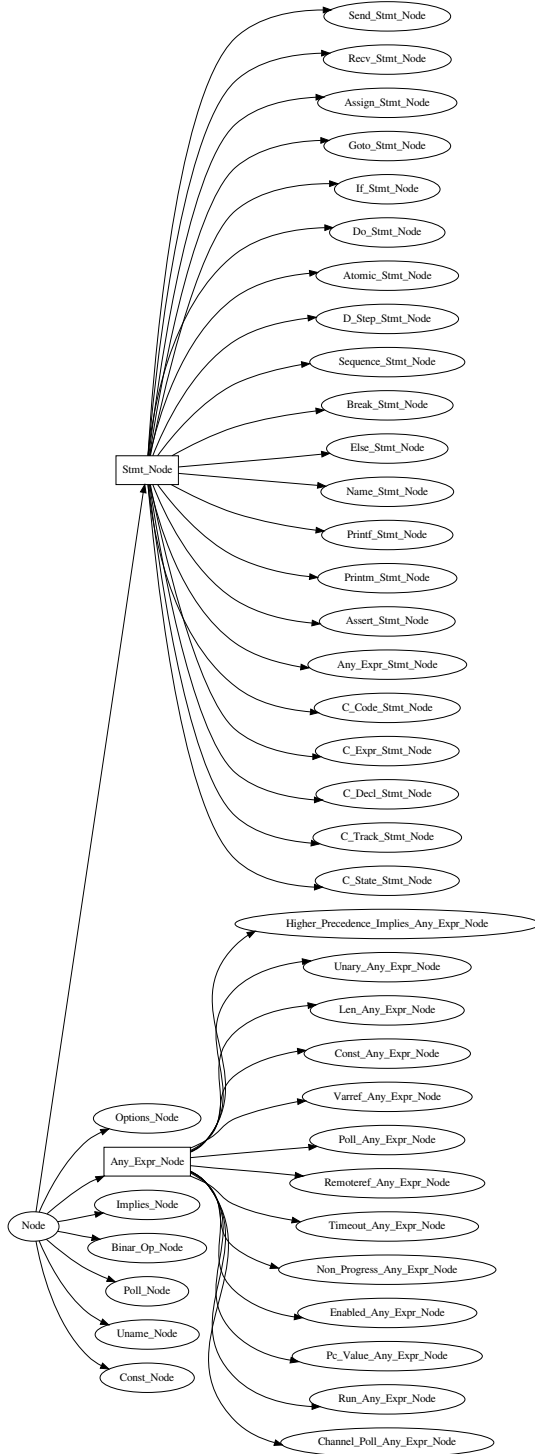 Send_Stmt_Node
Recv_Stmt_Node
Assign_Stmt_Node
Goto_Stmt_Node
If_Stmt_Node
Do_Stmt_Node
Atomic_Stmt_Node
D_Step_Stmt_Node
Sequence_Stmt_Node
Break_Stmt_Node
Else_Stmt_Node
Stmt_Node
Name_Stmt_Node
Printf_Stmt_Node
Printm_Stmt_Node
Assert_Stmt_Node
Any_Expr_Stmt_Node
C_Code_Stmt_Node
C_Expr_Stmt_Node
C_Decl_Stmt_Node
C_Track_Stmt_Node
C_State_Stmt_Node
Higher_Precedence_Implies_Any_Expr_Node
Unary_Any_Expr_Node
Len_Any_Expr_Node
Const_Any_Expr_Node
Varref_Any_Expr_Node
Options_Node
Poll_Any_Expr_Node
Any_Expr_Node
Remoteref_Any_Expr_Node
Implies_Node
Node
Timeout_Any_Expr_Node
Binar_Op_Node
Non_Progress_Any_Expr_Node
Poll_Node
Enabled_Any_Expr_Node
Uname_Node
Pc_Value_Any_Expr_Node
Const_Node
Run_Any_Expr_Node
Channel_Poll_Any_Expr_Node